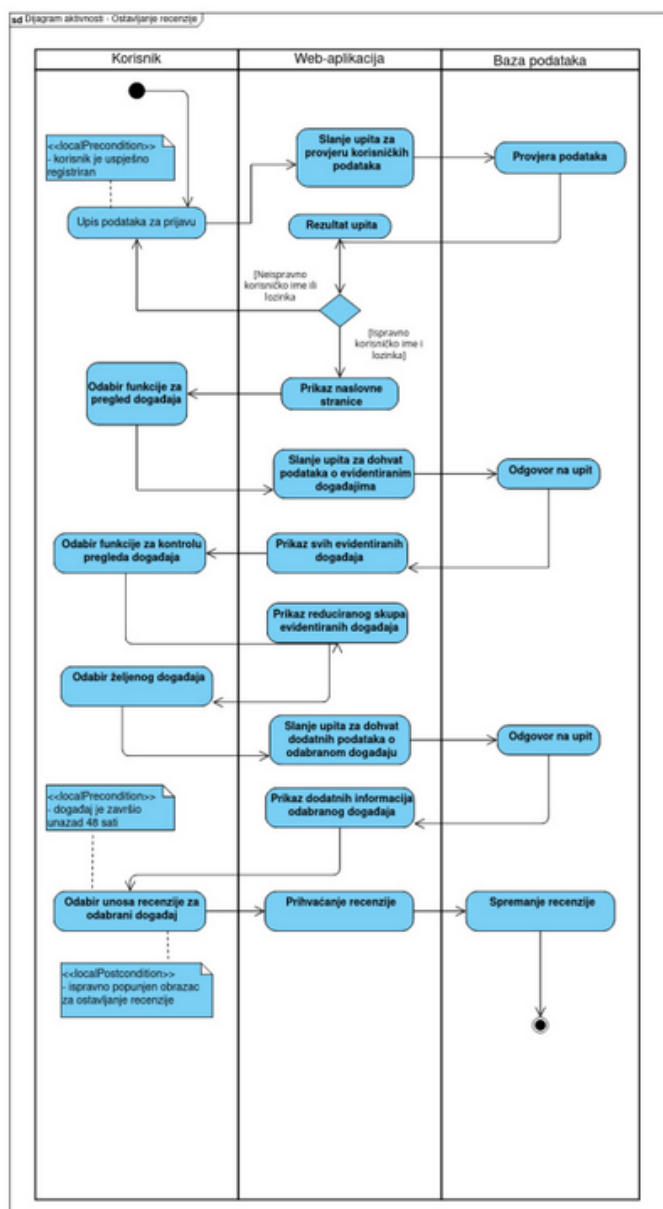 sd Dijagram aktivnosti - Ostavljanje recenzije
Korisnik
Web-aplikacija
Baza podataka
<<localPrecondition>>
- korisnik je uspješno
registriran
Slanje upita za
provjeru korisničkih
podataka
Provjera podataka
Upis podataka za prijavu
Rezultat upita
[Neispravno
korisničko ime ili
lozinka
[Ispravno
korisničko ime i
lozinka]
Odabir funkcije za
pregled događaja
Prikaz naslovne
stranice
Slanje upita za dohvat
podataka o evidentiranim
događajima
Odgovor na upit
Odabir funkcije za kontrolu
pregleda događaja
Prikaz svih evidentiranih
događaja
Prikaz reduciranog skupa
evidentiranih događaja
Odabir željenog događaja
Slanje upita za dohvat
dodatnih podataka o
odabranom događaju
Odgovor na upit
<<localPrecondition>>
- događaj je završio
unazad 48 sati
Prikaz dodatnih informacija
odabranog događaja
Odabir unosa recenzije za
odabrani događaj
Prihvaćanje recenzije
Spremanje recenzije
<<localPostcondition>>
- ispravno popunjen obrazac
za ostavljanje recenzije